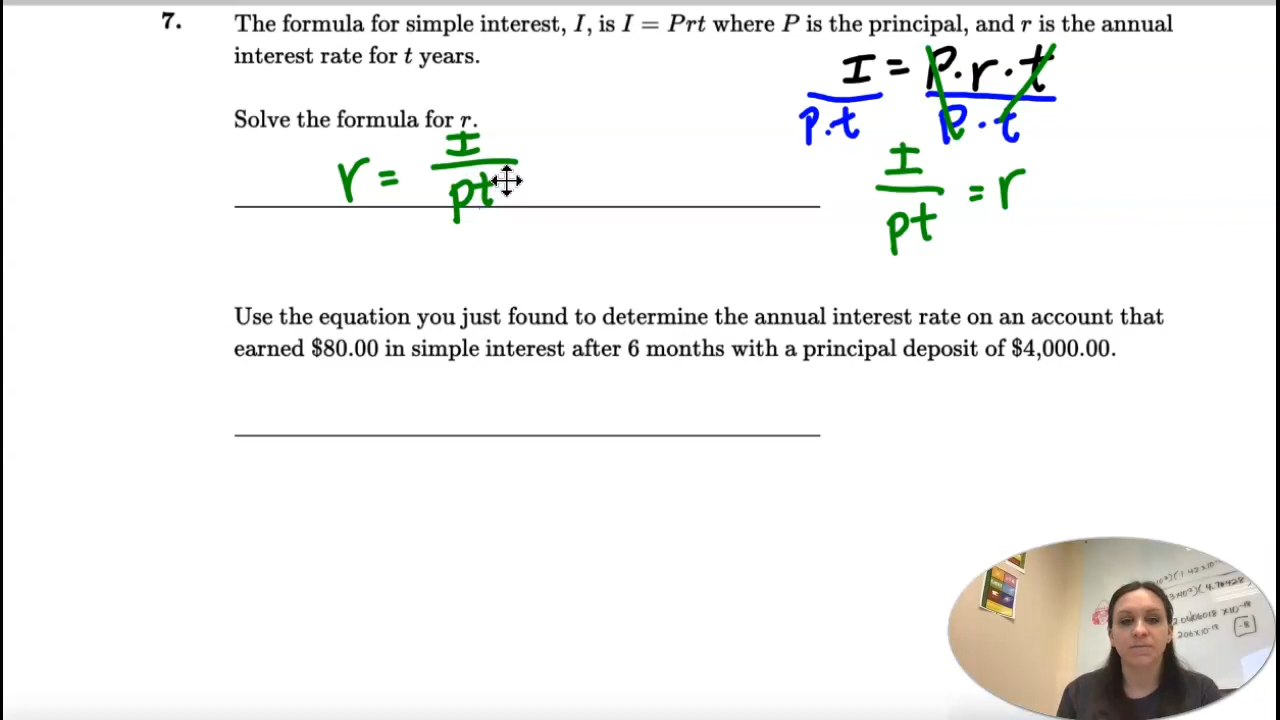 7. The formula for simple interest, I, is I = Prt where P is the principal, and r is the annual
interest rate for t years.
I = P·r·t
P·t P·t
Solve the formula for r.
r = I/pt
I/pt = r
Use the equation you just found to determine the annual interest rate on an account that
earned $80.00 in simple interest after 6 months with a principal deposit of $4,000.00.
-8